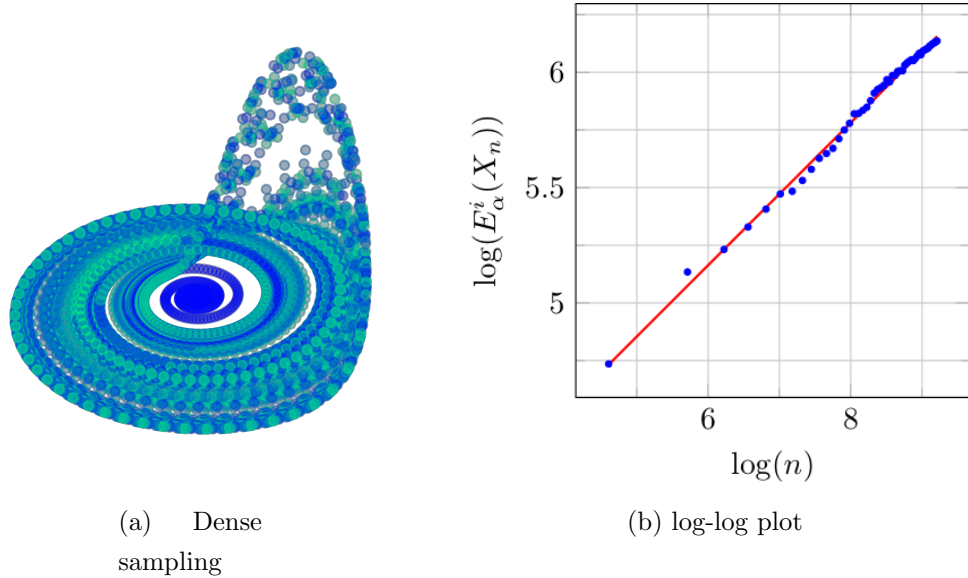 6
5.5
5
log(E^i_α(X_n))
6
8
log(n)
(a) Dense
sampling
(b) log-log plot